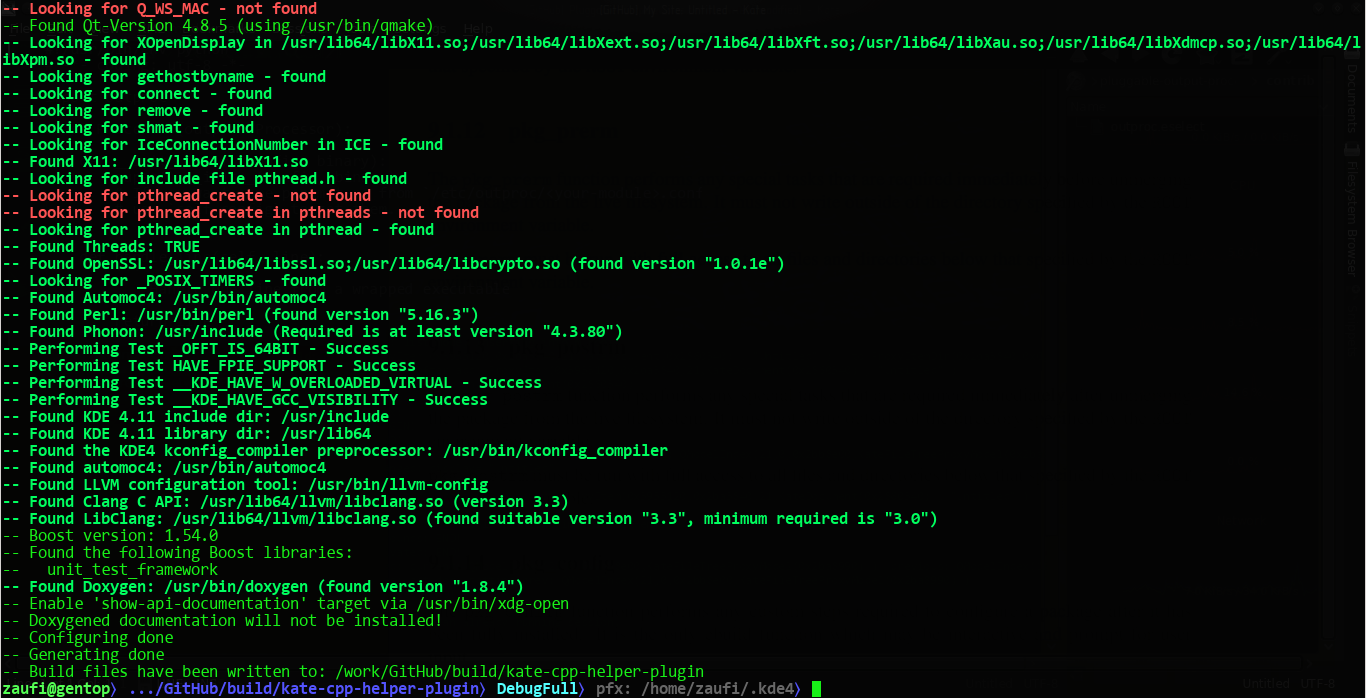 -- Looking for Q_WS_MAC - not found
-- Found Qt-Version 4.8.5 (using /usr/bin/qmake)
-- Looking for XOpenDisplay in /usr/lib64/libX11.so;/usr/lib64/libXext.so;/usr/lib64/libXft.so;/usr/lib64/libXau.so;/usr/lib64/libXdmcp.so;/usr/lib64/l
ibXpm.so - found
-- Looking for gethostbyname - found
-- Looking for connect - found
-- Looking for remove - found
-- Looking for shmat - found
-- Looking for IceConnectionNumber in ICE - found
-- Found X11: /usr/lib64/libX11.so
-- Looking for include file pthread.h - found
-- Looking for pthread_create - not found
-- Looking for pthread_create in pthreads - not found
-- Looking for pthread_create in pthread - found
-- Found Threads: TRUE
-- Found OpenSSL: /usr/lib64/libssl.so;/usr/lib64/libcrypto.so (found version "1.0.1e")
-- Looking for _POSIX_TIMERS - found
-- Found Automoc4: /usr/bin/automoc4
-- Found Perl: /usr/bin/perl (found version "5.16.3")
-- Found Phonon: /usr/include (Required is at least version "4.3.80")
-- Performing Test _OFFT_IS_64BIT - Success
-- Performing Test HAVE_FPIE_SUPPORT - Success
-- Performing Test __KDE_HAVE_W_OVERLOADED_VIRTUAL - Success
-- Performing Test __KDE_HAVE_GCC_VISIBILITY - Success
-- Found KDE 4.11 include dir: /usr/include
-- Found KDE 4.11 library dir: /usr/lib64
-- Found the KDE4 kconfig_compiler preprocessor: /usr/bin/kconfig_compiler
-- Found automoc4: /usr/bin/automoc4
-- Found LLVM configuration tool: /usr/bin/llvm-config
-- Found Clang C API: /usr/lib64/llvm/libclang.so (version 3.3)
-- Found LibClang: /usr/lib64/llvm/libclang.so (found suitable version "3.3", minimum required is "3.0")
-- Boost version: 1.54.0
-- Found the following Boost libraries:
--   unit_test_framework
-- Found Doxygen: /usr/bin/doxygen (found version "1.8.4")
-- Enable 'show-api-documentation' target via /usr/bin/xdg-open
-- Doxygened documentation will not be installed!
-- Configuring done
-- Generating done
-- Build files have been written to: /work/GitHub/build/kate-cpp-helper-plugin
zaufi@gentop⟩ .../GitHub/build/kate-cpp-helper-plugin⟩ DebugFull⟩ pfx: /home/zaufi/.kde4⟩
Documents
Filesystem Browser
Untitled
UTF-8